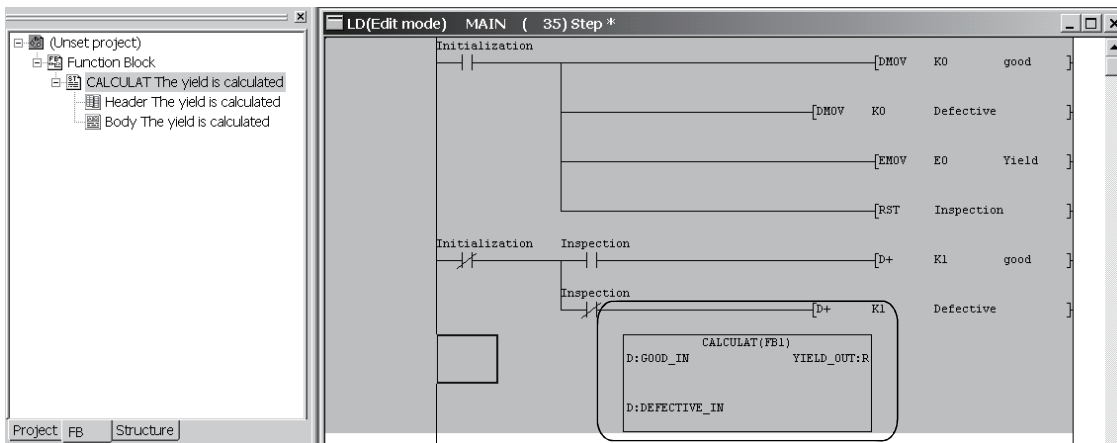 (Unset project)
Function Block
CALCULAT The yield is calculated
Header The yield is calculated
Body The yield is calculated
Project FB Structure
LD(Edit mode) MAIN ( 35) Step *
Initialization
[DMOV K0 good ]
[DMOV K0 Defective ]
[EMOV E0 Yield ]
[RST Inspection ]
Initialization Inspection
[D+ K1 good ]
Inspection
[D+ K1 Defective ]
CALCULAT(FB1)
D:GOOD_IN YIELD_OUT:R
D:DEFECTIVE_IN